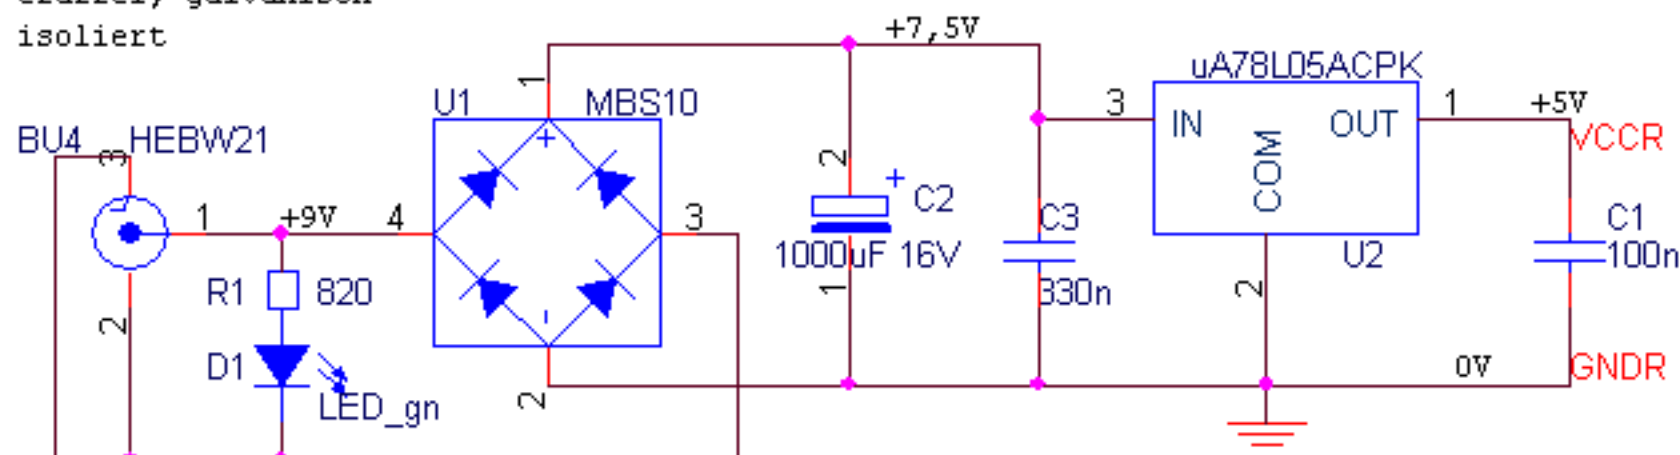 isoliert
+7,5V
uA78L05ACPK
U1
MBS10
1
3
IN
OUT
1
+5V
VCCR
BU4
3
HEBW21
+
COM
2
+
C2
1
+9V
4
3
C3
C1
1000uF 16V
U2
100n
R1
820
1
330n
2
-
2
D1
0V
GNDR
LED_gn
2